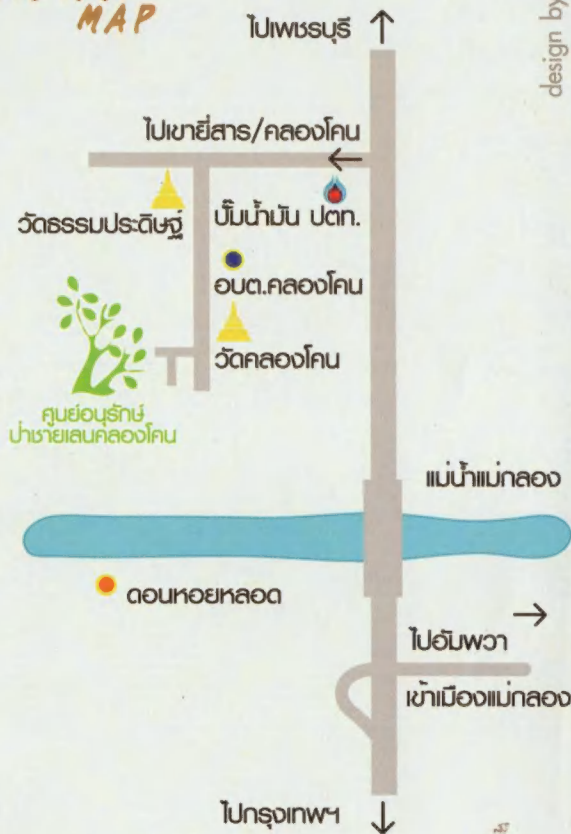 MAP
design by
ไปเพชรบุรี
ไปเขายี่สาร/คลองโคน
วัดธรรมประดิษฐ์
ปั๊มน้ำมัน ปตท.
อบต.คลองโคน
วัดคลองโคน
ศูนย์อนุรักษ์
ป่าชายเลนคลองโคน
แม่น้ำแม่กลอง
ดอนหอยหลอด
ไปอัมพวา
เข้าเมืองแม่กลอง
ไปกรุงเทพฯ